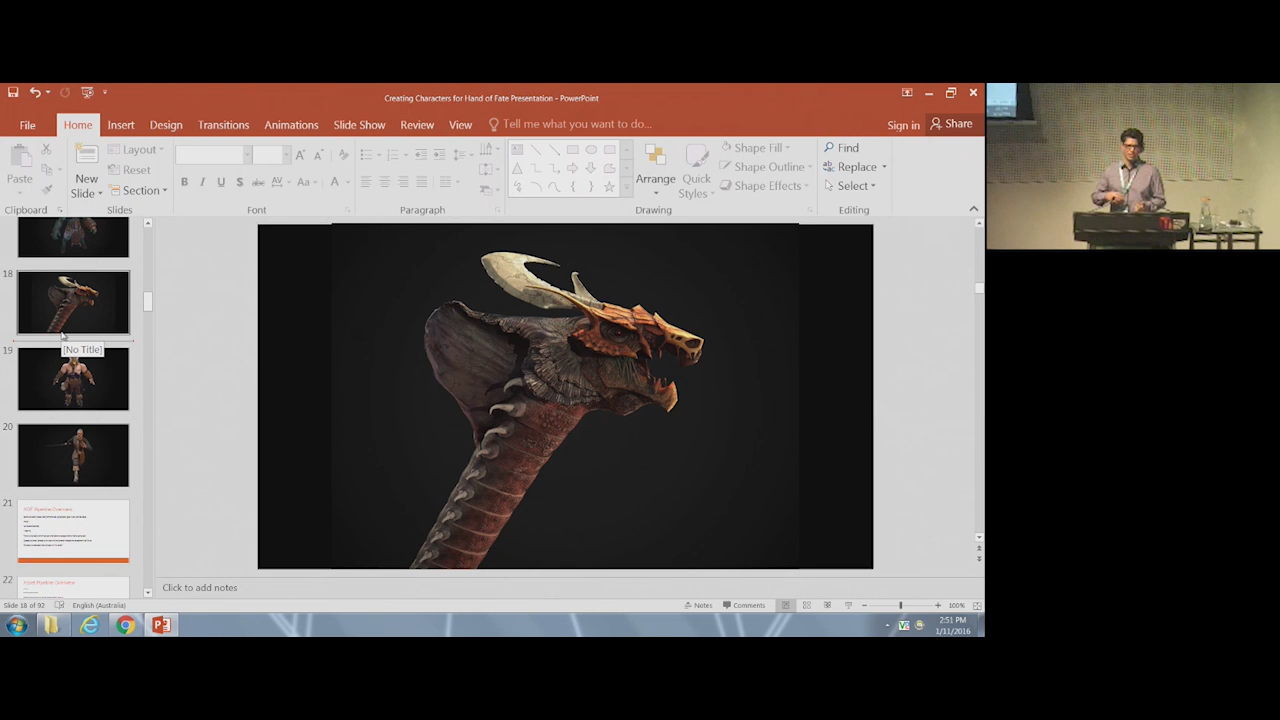 Creating Characters for Hand of Fate Presentation - PowerPoint
File Home Insert Design Transitions Animations Slide Show Review View Tell me what you want to do... Sign in Share
Paste
New Slide
Layout
Reset
Section
Find
Replace
Select
Shape Fill
Shape Outline
Shape Effects
Arrange
Quick Styles
B I U S abc AV Aa A
Clipboard Slides Font Paragraph Drawing Editing
18
[No Title]
19
20
21
22
Click to add notes
Slide 18 of 92 English (Australia) Notes Comments 100%
2:51 PM
1/11/2016